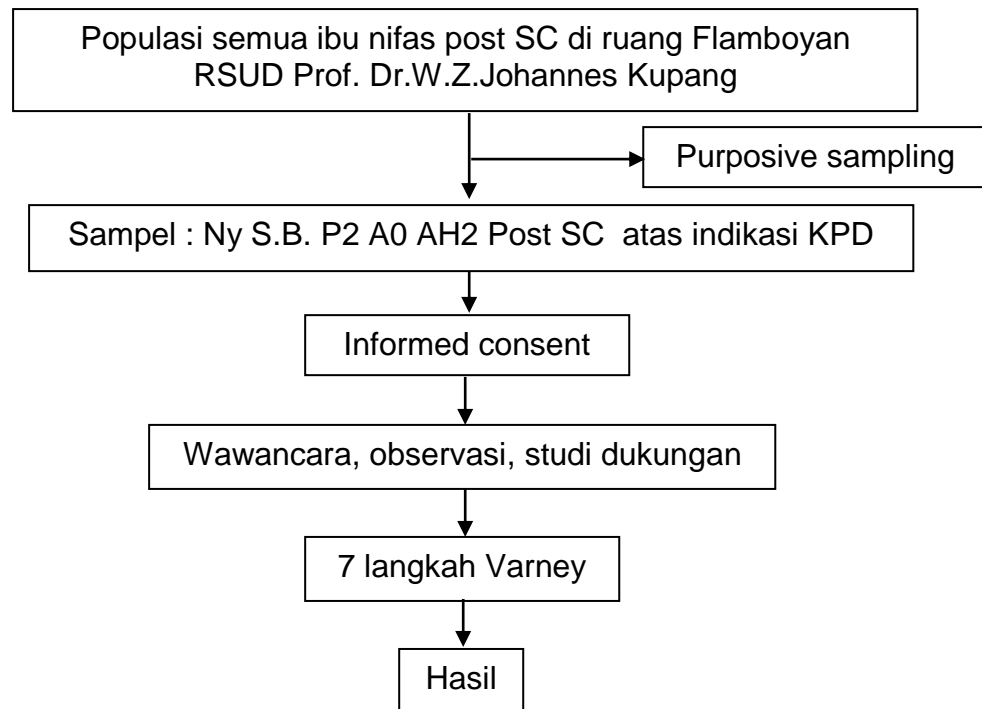 Populasi semua ibu nifas post SC di ruang Flamboyan
RSUD Prof. Dr.W.Z.Johannes Kupang
Purposive sampling
Sampel : Ny S.B. P2 A0 AH2 Post SC  atas indikasi KPD
Informed consent
Wawancara, observasi, studi dukungan
7 langkah Varney
Hasil